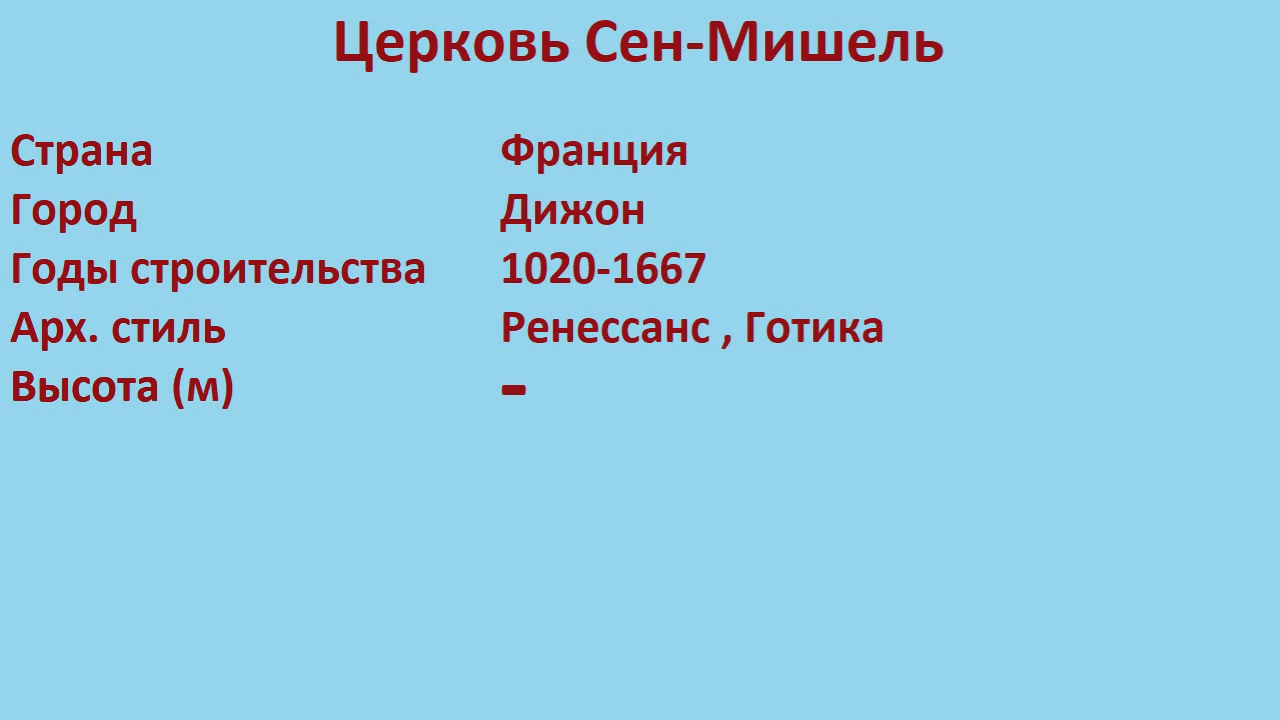 Церковь Сен-Мишель
Страна Франция
Город Дижон
Годы строительства 1020-1667
Арх. стиль Ренессанс , Готика
Высота (м) -